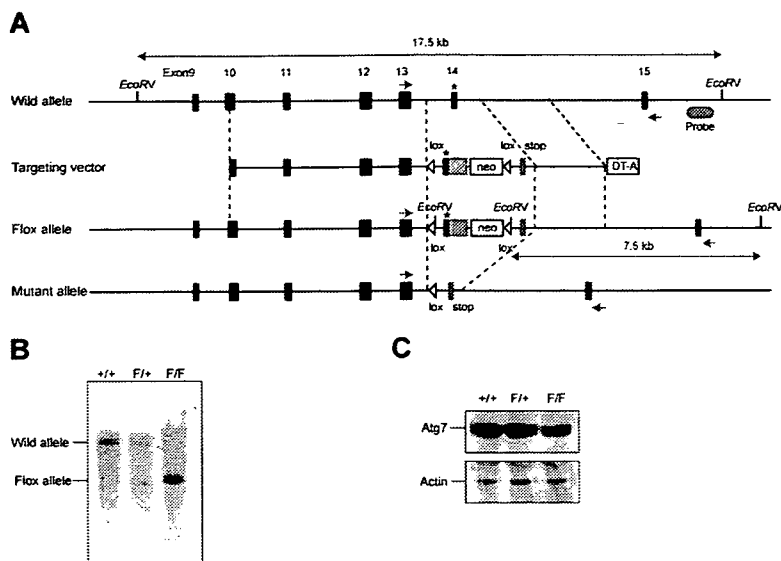 A
17.5 kb
EcoRV Exon9 10 11 12 13 14 15 EcoRV
*
Wild allele
Probe
lox * lox stop
Targeting vector neo DT-A
EcoRV * EcoRV EcoRV
Flox allele neo
lox lox
7.5 kb
Mutant allele
lox stop
B
+/+ F/+ F/F
Wild allele
Flox allele
C
+/+ F/+ F/F
Atg7
Actin